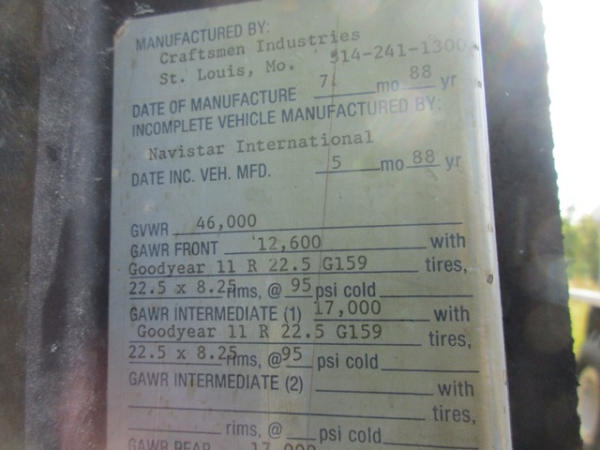 MANUFACTURED BY:
Craftsmen Industries
St. Louis, Mo. 314-241-1300
DATE OF MANUFACTURE 7 mo 88 yr
INCOMPLETE VEHICLE MANUFACTURED BY:
Navistar International
DATE INC. VEH. MFD. 5 mo 88 yr
GVWR 46,000
GAWR FRONT 12,600 with
Goodyear 11 R 22.5 G159 tires,
22.5 x 8.25 rims, @ 95 psi cold
GAWR INTERMEDIATE (1) 17,000 with
Goodyear 11 R 22.5 G159 tires,
22.5 x 8.25 rims, @ 95 psi cold
GAWR INTERMEDIATE (2) with
tires,
rims, @ psi cold
GAWR REAR 17,000